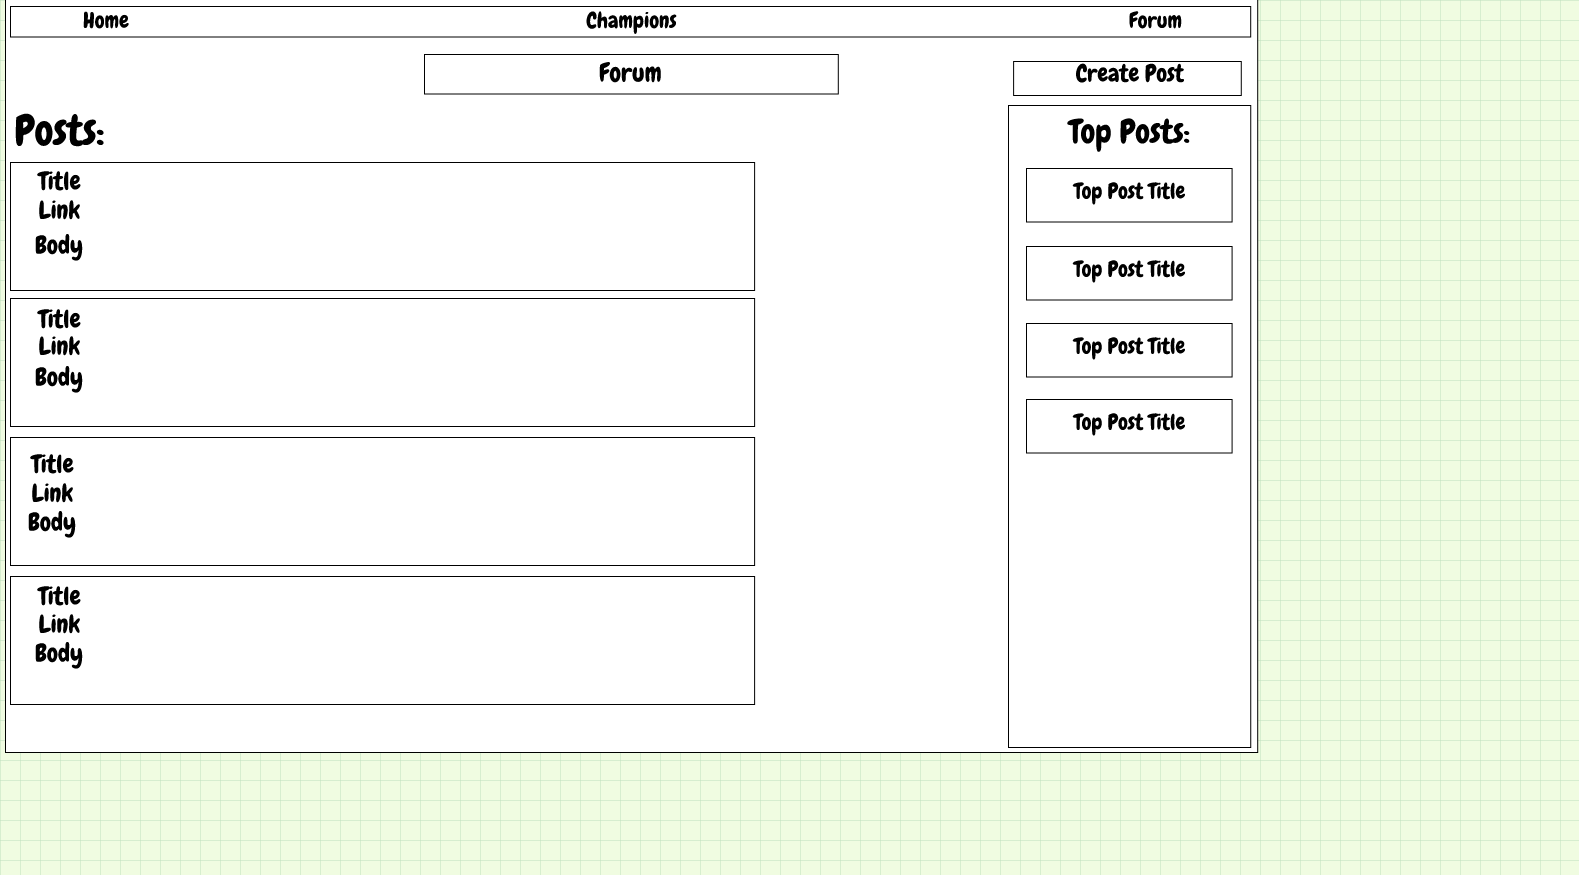 Home
Champions
Forum
Forum
Create Post
Posts:
Title
Link
Body
Title
Link
Body
Title
Link
Body
Title
Link
Body
Top Posts:
Top Post Title
Top Post Title
Top Post Title
Top Post Title